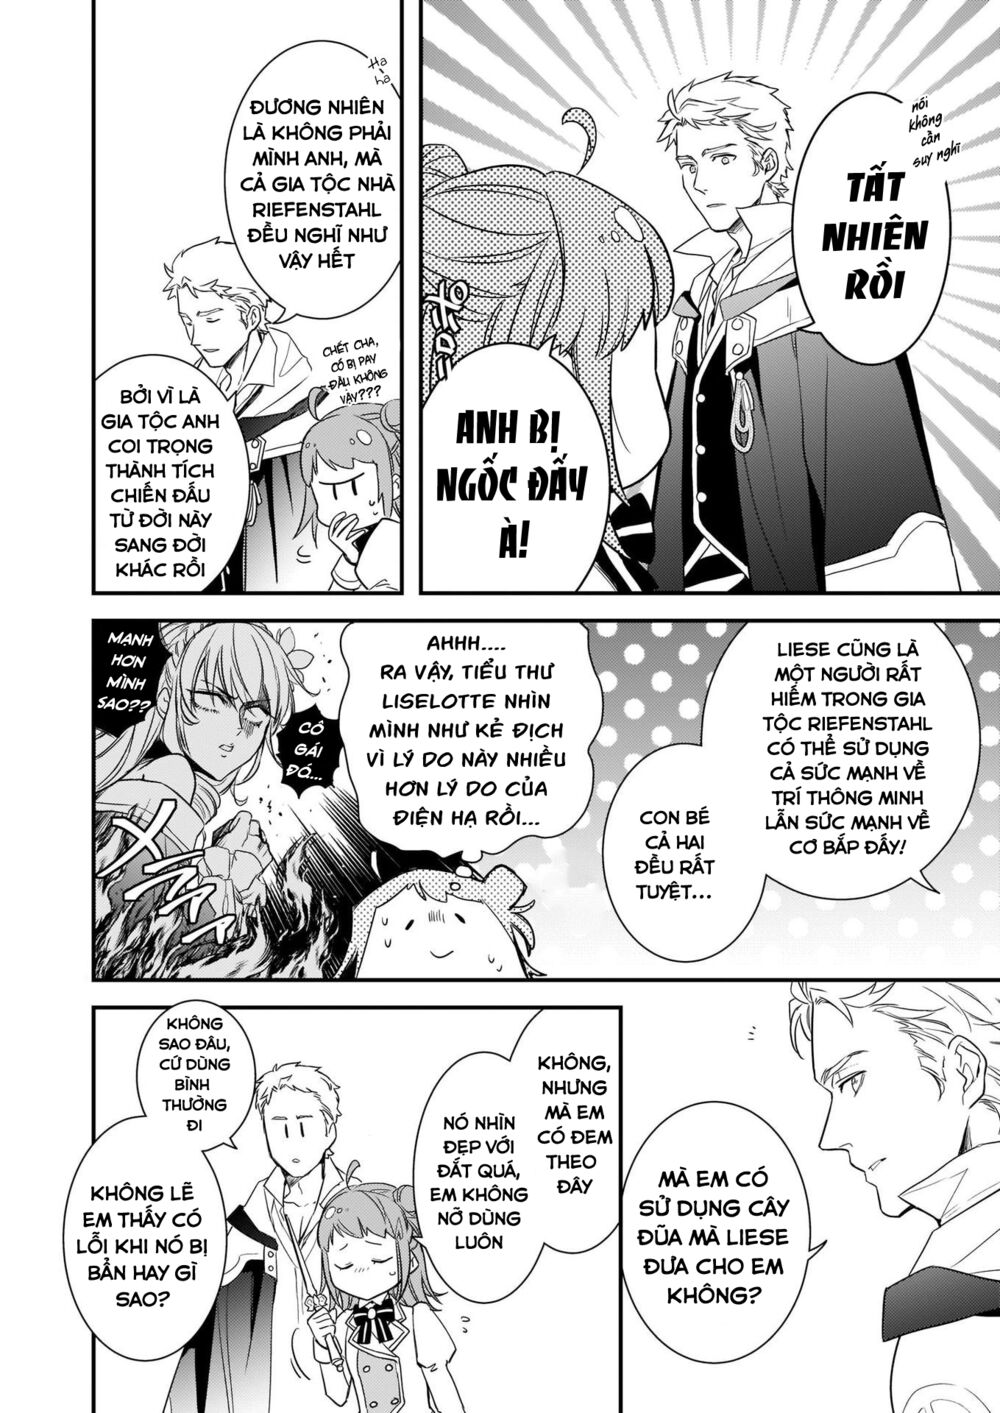 nói
không
cần
suy nghĩ
TẤT
NHIÊN
RỒI
ANH BỊ
NGỐC ĐẤY
À!
Ha
hà
ĐƯƠNG NHIÊN
LÀ KHÔNG PHẢI
MÌNH ANH, MÀ
CẢ GIA TỘC NHÀ
RIEFENSTAHL
ĐỀU NGHĨ NHƯ
VẬY HẾT
CHẾT CHA,
CÓ BỊ PAY
ĐẦU KHÔNG
VẬY???
BỞI VÌ LÀ
GIA TỘC ANH
COI TRỌNG
THÀNH TÍCH
CHIẾN ĐẤU
TỪ ĐỜI NÀY
SANG ĐỜI
KHÁC RỒI
LIESE CŨNG LÀ
MỘT NGƯỜI RẤT
HIẾM TRONG GIA
TỘC RIEFENSTAHL
CÓ THỂ SỬ DỤNG
CẢ SỨC MẠNH VỀ
TRÍ THÔNG MINH
LẪN SỨC MẠNH VỀ
CƠ BẮP ĐẤY!
CON BÉ
CẢ HAI
ĐỀU RẤT
TUYỆT...
AHHH....
RA VẬY, TIỂU THƯ
LISELOTTE NHÌN
MÌNH NHƯ KẺ ĐỊCH
VÌ LÝ DO NÀY NHIỀU
HƠN LÝ DO CỦA
ĐIỆN HẠ RỒI...
CÔ
GÁI
ĐÓ...
MẠNH
HƠN
MÌNH
SAO??
MÀ EM CÓ
SỬ DỤNG CÂY
ĐŨA MÀ LIESE
ĐƯA CHO EM
KHÔNG?
KHÔNG,
NHƯNG
MÀ EM
CÓ ĐEM
THEO
ĐÂY
NÓ NHÌN
ĐẸP VỚI
ĐẮT QUÁ,
EM KHÔNG
NỠ DÙNG
LUÔN
KHÔNG
SAO ĐÂU,
CỨ DÙNG
BÌNH
THƯỜNG
ĐI
KHÔNG LẼ
EM THẤY CÓ
LỖI KHI NÓ BỊ
BẨN HAY GÌ
SAO?